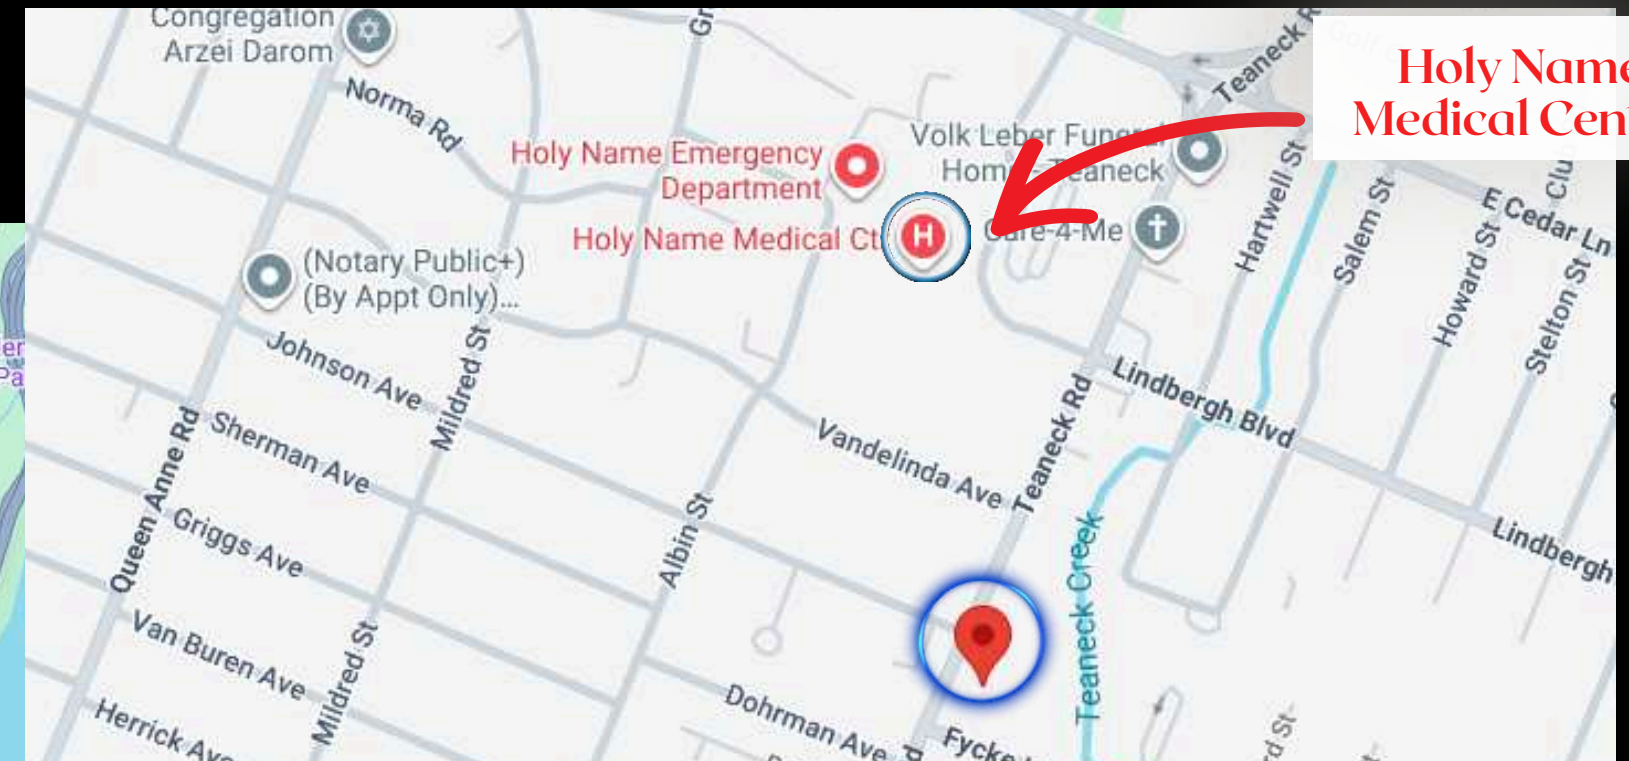 Congregation
Arzei Darom
Norma Rd
Holy Name Emergency
Department
Holy Name Medical Ct
H
Volk Leber Funeral
Home - Teaneck
Care-4-Me
Teaneck R
Holy Name
Medical Cen
Hartwell St
Salem St
Howard St
Stelton St
Club
E Cedar Ln
(Notary Public+)
(By Appt Only)...
Johnson Ave
Mildred St
Sherman Ave
Queen Anne Rd
Griggs Ave
Van Buren Ave
Mildred St
Herrick Ave
Albin St
Vandelinda Ave
Teaneck Rd
Lindbergh Blvd
Lindbergh
Teaneck Creek
Dohrman Ave
Fycke
rd St